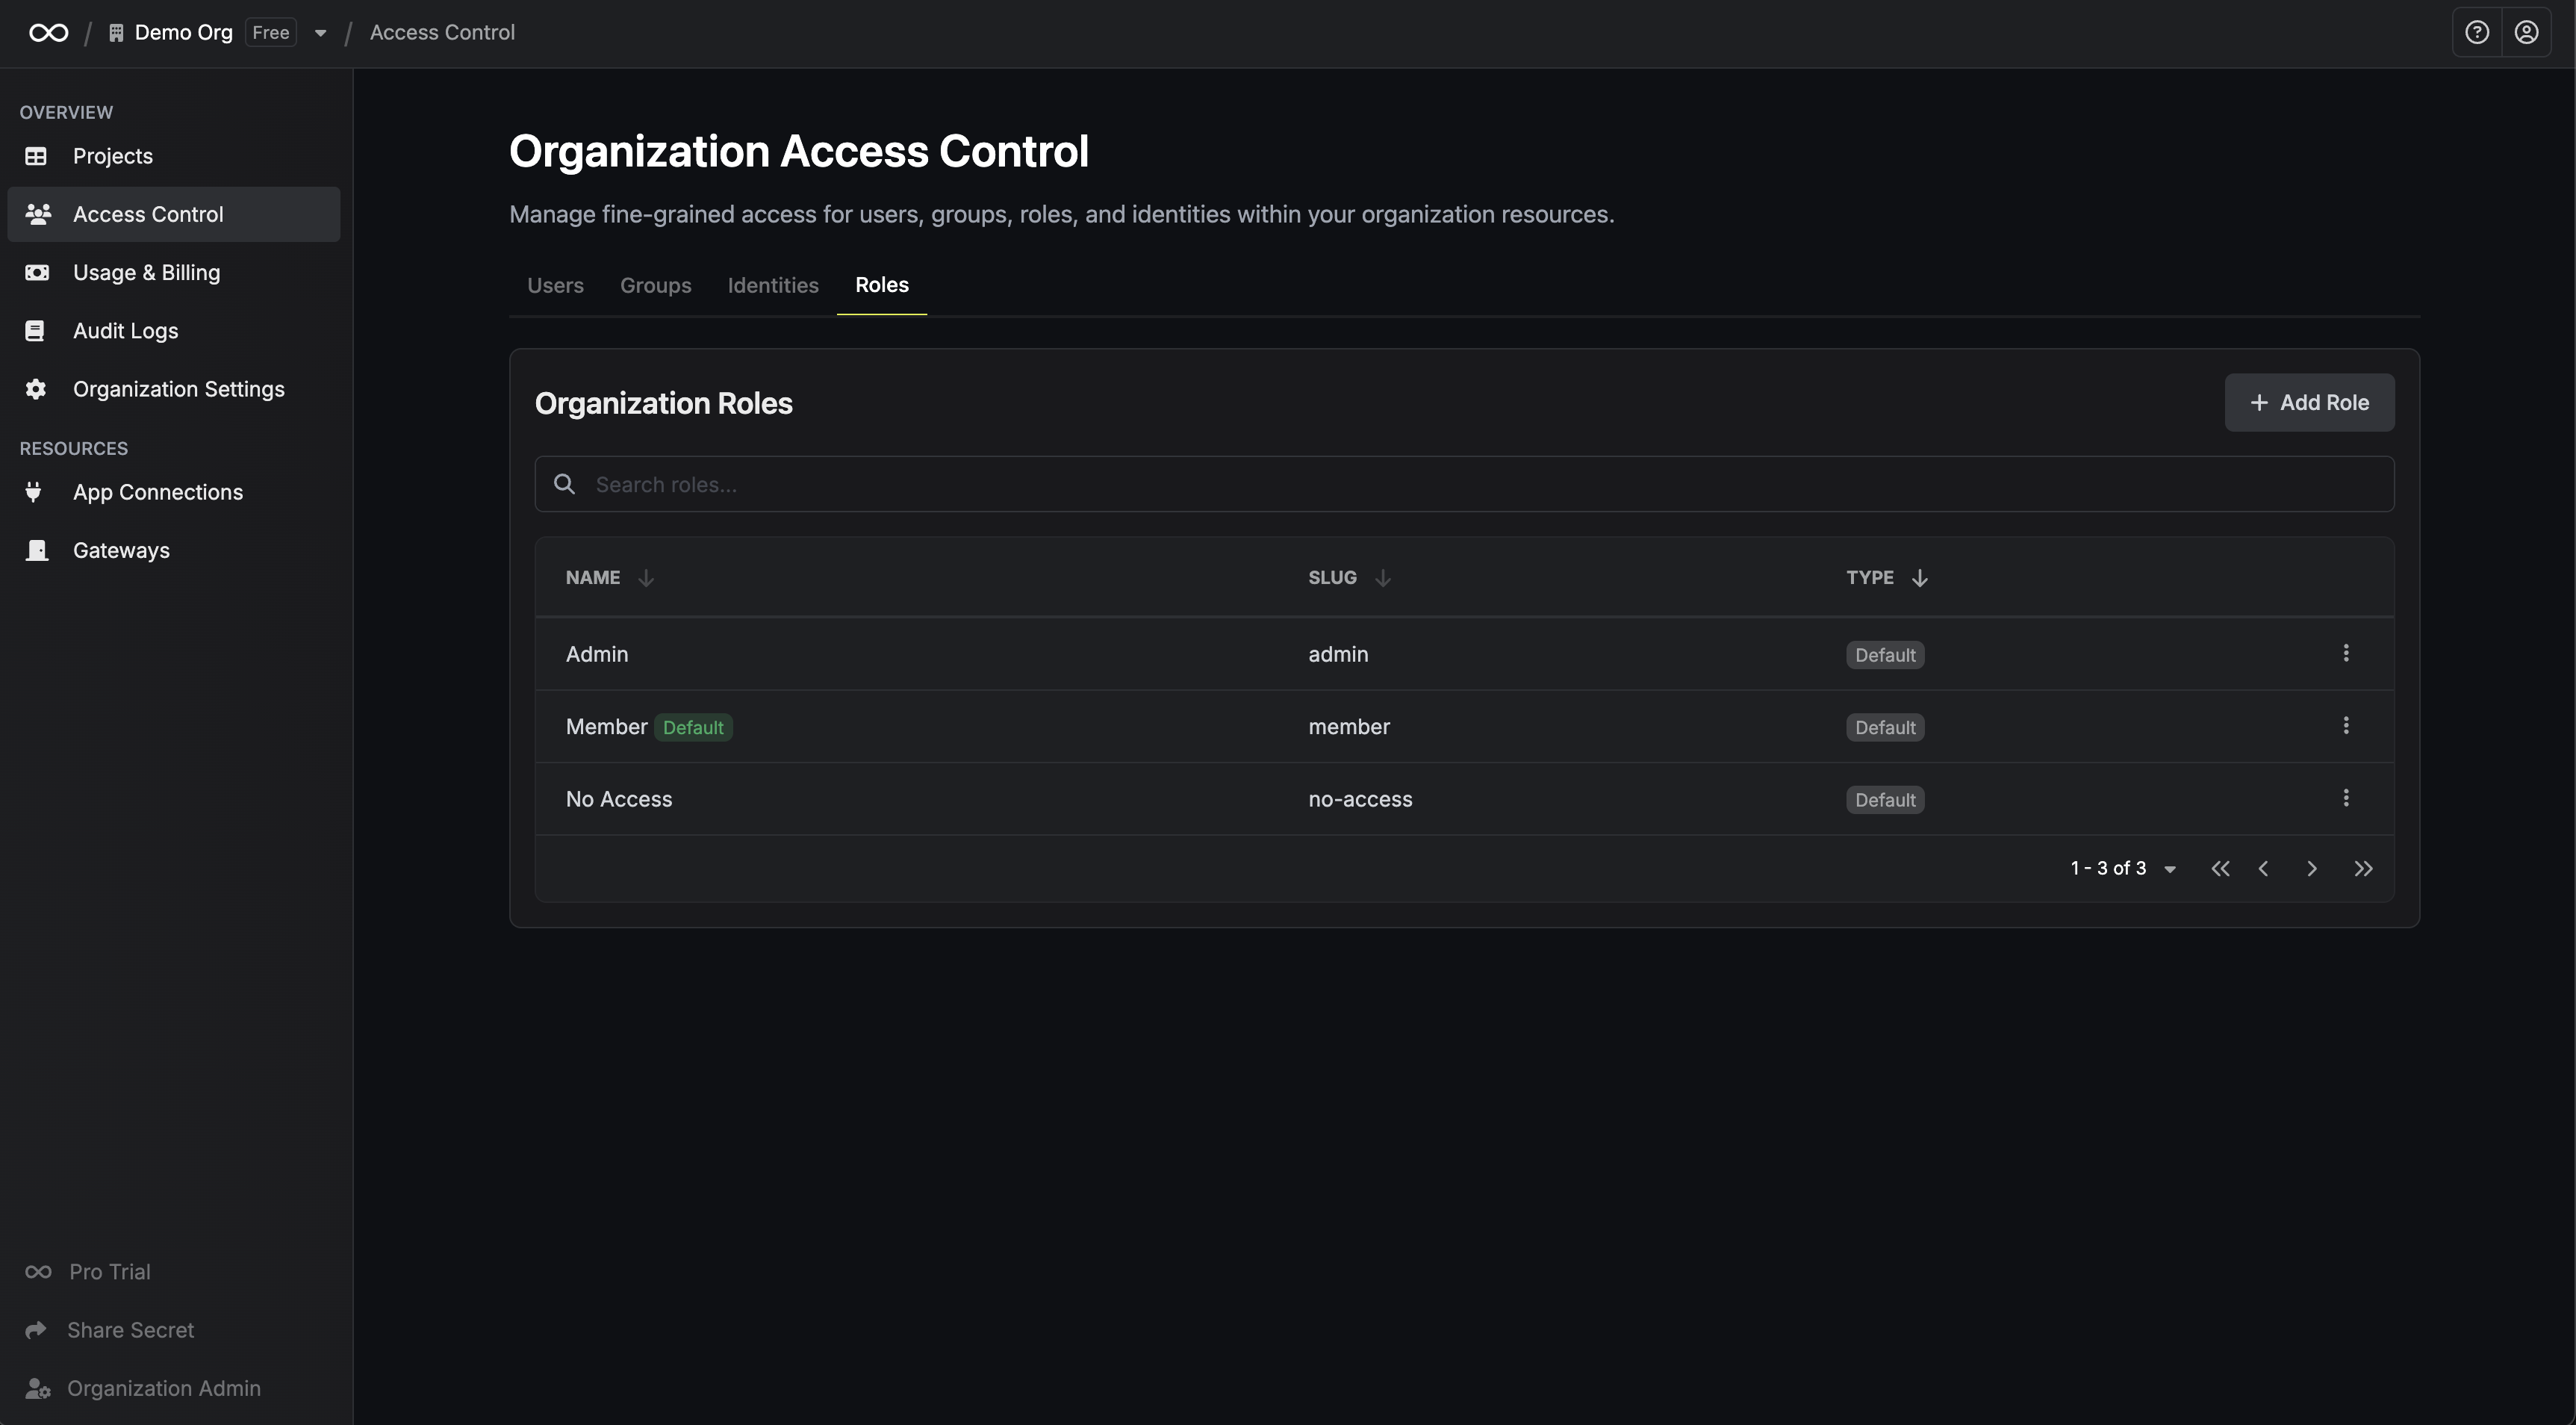 Demo Org Free / Access Control
OVERVIEW
Projects
Access Control
Usage & Billing
Audit Logs
Organization Settings
RESOURCES
App Connections
Gateways
Pro Trial
Share Secret
Organization Admin
Organization Access Control
Manage fine-grained access for users, groups, roles, and identities within your organization resources.
Users Groups Identities Roles
Organization Roles
+ Add Role
Search roles...
NAME SLUG TYPE
Admin admin Default
Member Default member Default
No Access no-access Default
1 - 3 of 3